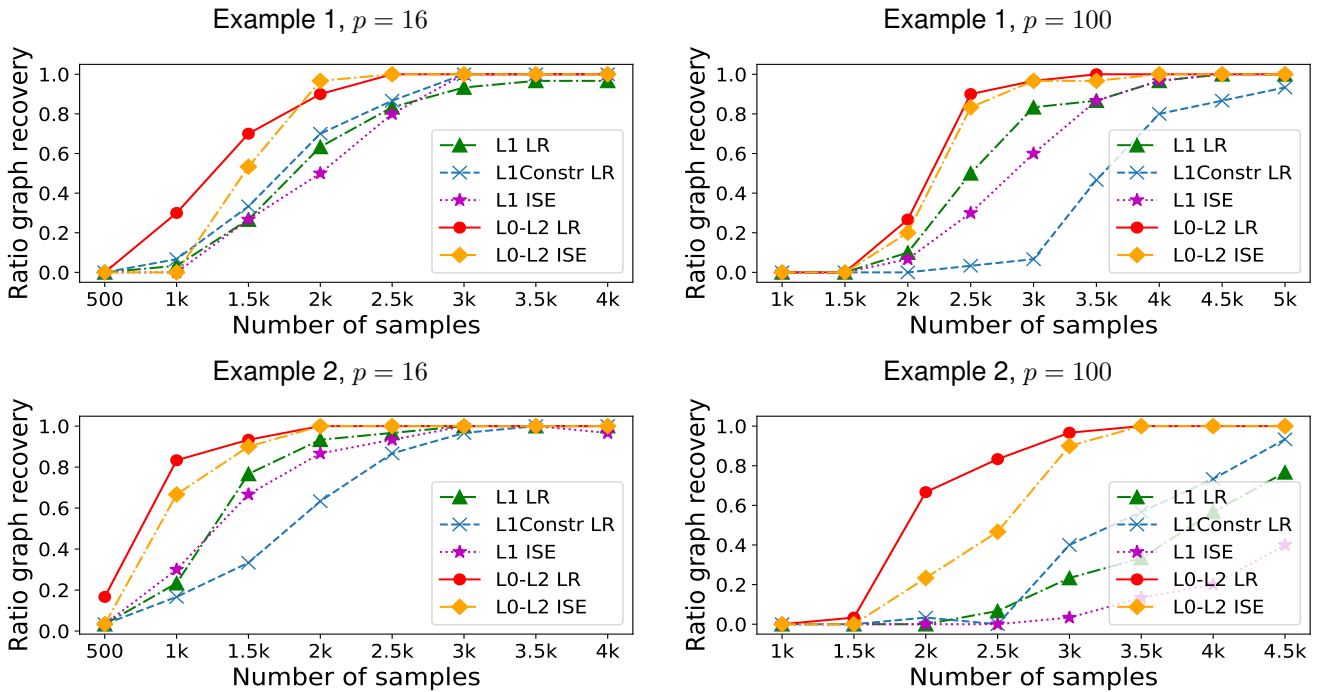 Example 1, p = 16
Ratio graph recovery
1.0
0.8
0.6
0.4
0.2
0.0
L1 LR
L1Constr LR
L1 ISE
L0-L2 LR
L0-L2 ISE
500 1k 1.5k 2k 2.5k 3k 3.5k 4k
Number of samples
Example 1, p = 100
Ratio graph recovery
1.0
0.8
0.6
0.4
0.2
0.0
L1 LR
L1Constr LR
L1 ISE
L0-L2 LR
L0-L2 ISE
1k 1.5k 2k 2.5k 3k 3.5k 4k 4.5k 5k
Number of samples
Example 2, p = 16
Ratio graph recovery
1.0
0.8
0.6
0.4
0.2
0.0
L1 LR
L1Constr LR
L1 ISE
L0-L2 LR
L0-L2 ISE
500 1k 1.5k 2k 2.5k 3k 3.5k 4k
Number of samples
Example 2, p = 100
Ratio graph recovery
1.0
0.8
0.6
0.4
0.2
0.0
L1 LR
L1Constr LR
L1 ISE
L0-L2 LR
L0-L2 ISE
1k 1.5k 2k 2.5k 3k 3.5k 4k 4.5k
Number of samples